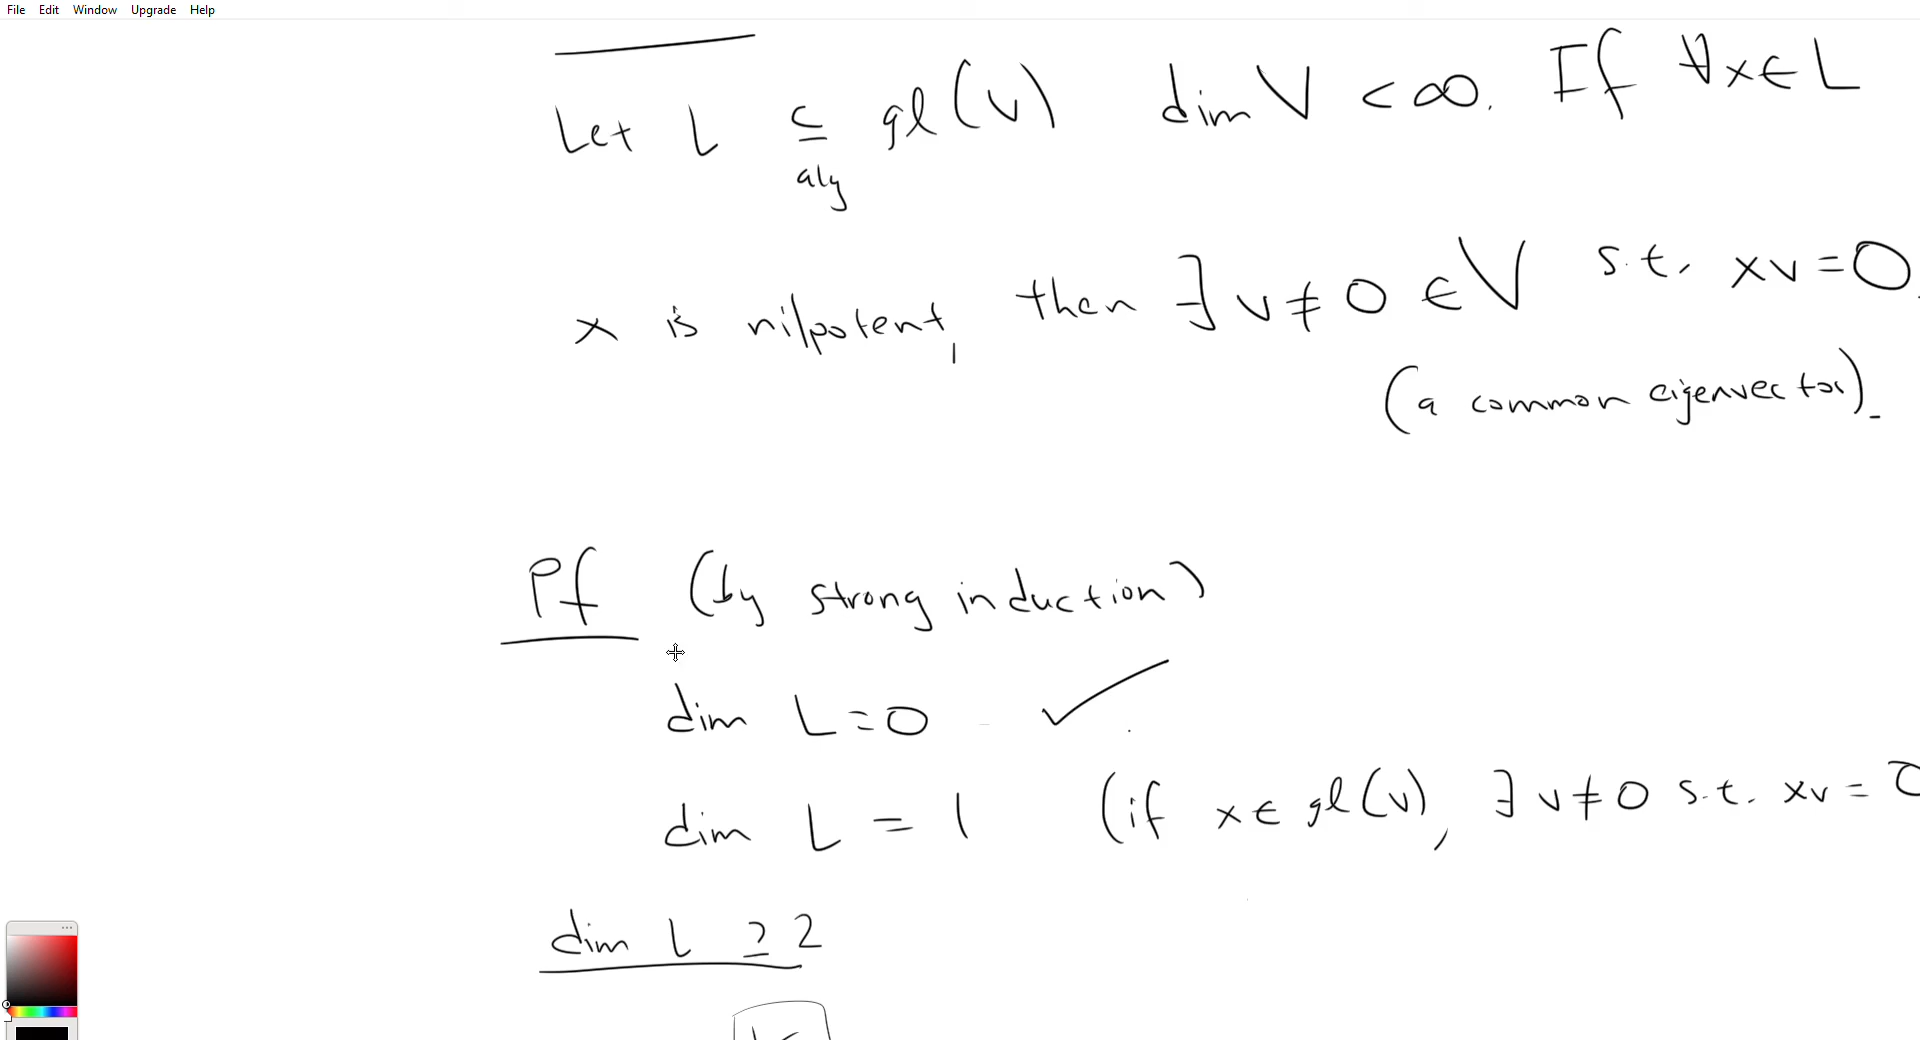 File Edit Window Upgrade Help
Let L ⊆ gl(V) dim V < ∞. If ∀x∈L
alg
x is nilpotent, then ∃ v≠0 ∈ V s.t. xv=0.
(a common eigenvector).
Pf (by strong induction)
dim L=0 ✓
dim L = 1 (if x∈ gl(V), ∃ v≠0 s.t. xv = 0
dim L ≥ 2